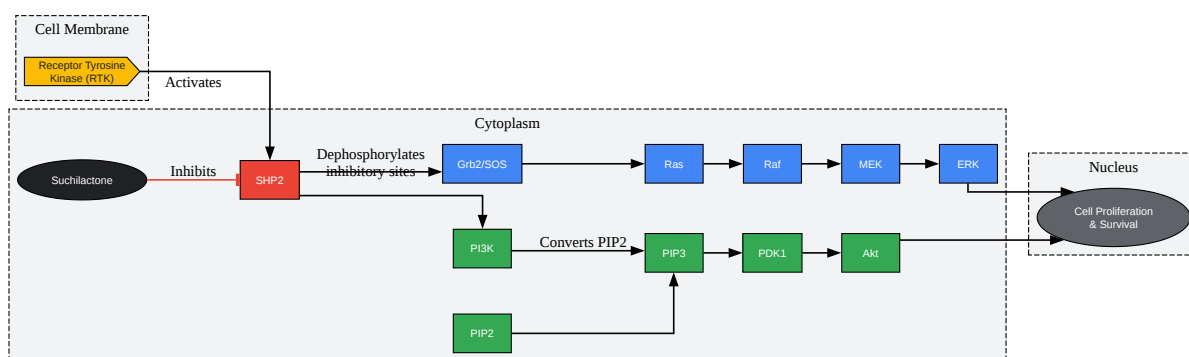 Cell Membrane
Receptor Tyrosine
Kinase (RTK)
Activates
Cytoplasm
Suchilactone
Inhibits
SHP2
Dephosphorylates
inhibitory sites
Grb2/SOS
Ras
Raf
MEK
ERK
Nucleus
Cell Proliferation
& Survival
PI3K
Converts PIP2
PIP3
PDK1
Akt
PIP2